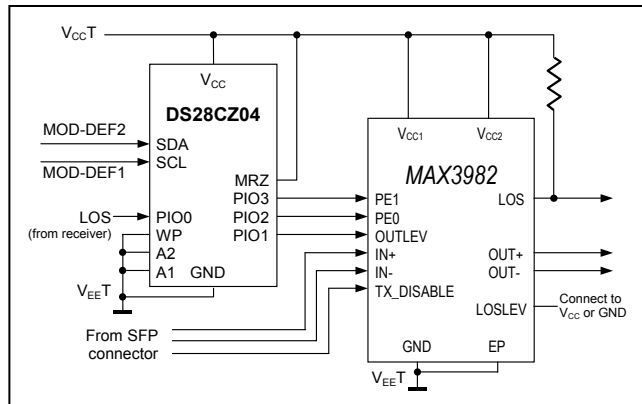 VCCT
VCC
DS28CZ04
MOD-DEF2
SDA
MOD-DEF1
SCL
MRZ
PIO3
PIO2
PIO1
LOS
(from receiver)
PIO0
WP
A2
A1
GND
VEET
VCC1
VCC2
MAX3982
PE1
PE0
OUTLEV
IN+
IN-
TX_DISABLE
LOS
OUT+
OUT-
LOSLEV
Connect to
VCC or GND
GND
EP
From SFP
connector
VEET